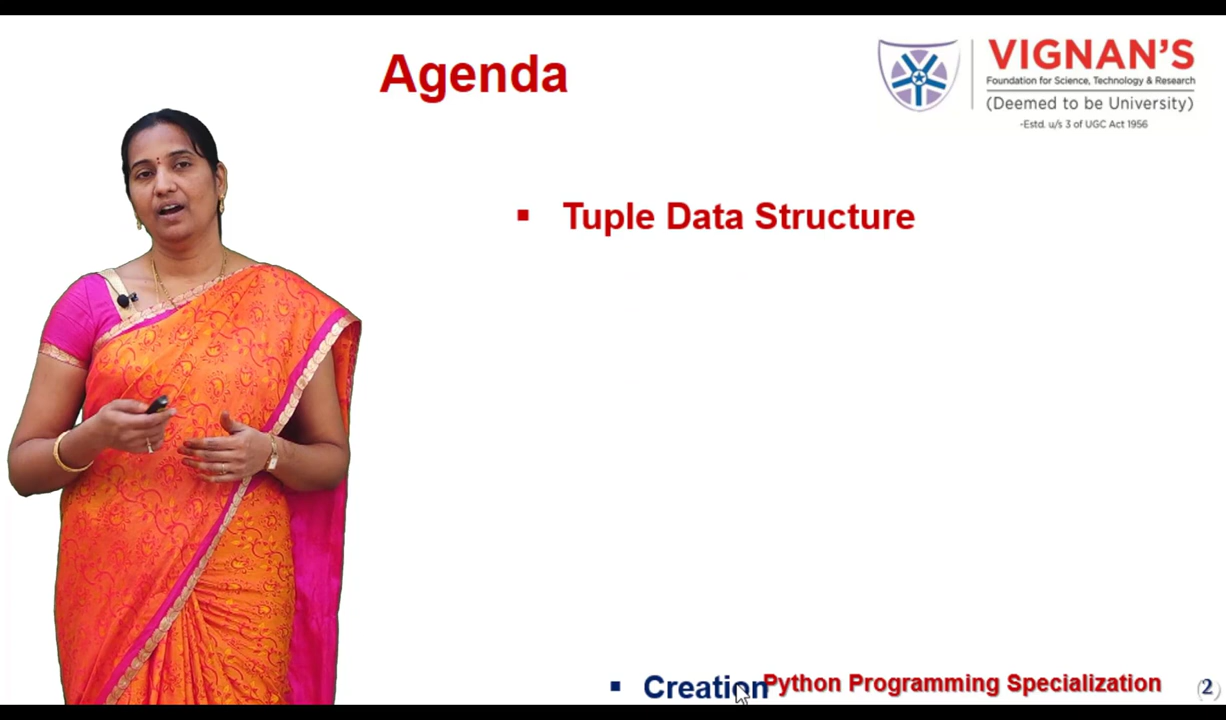 Agenda
VIGNAN'S
Foundation for Science, Technology & Research
(Deemed to be University)
-Estd. u/s 3 of UGC Act 1956
▪ Tuple Data Structure
▪ Creation
Python Programming Specialization
(2)